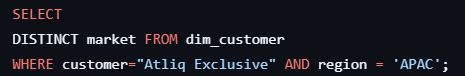 SELECT
DISTINCT market FROM dim_customer
WHERE customer="Atliq Exclusive" AND region = 'APAC';